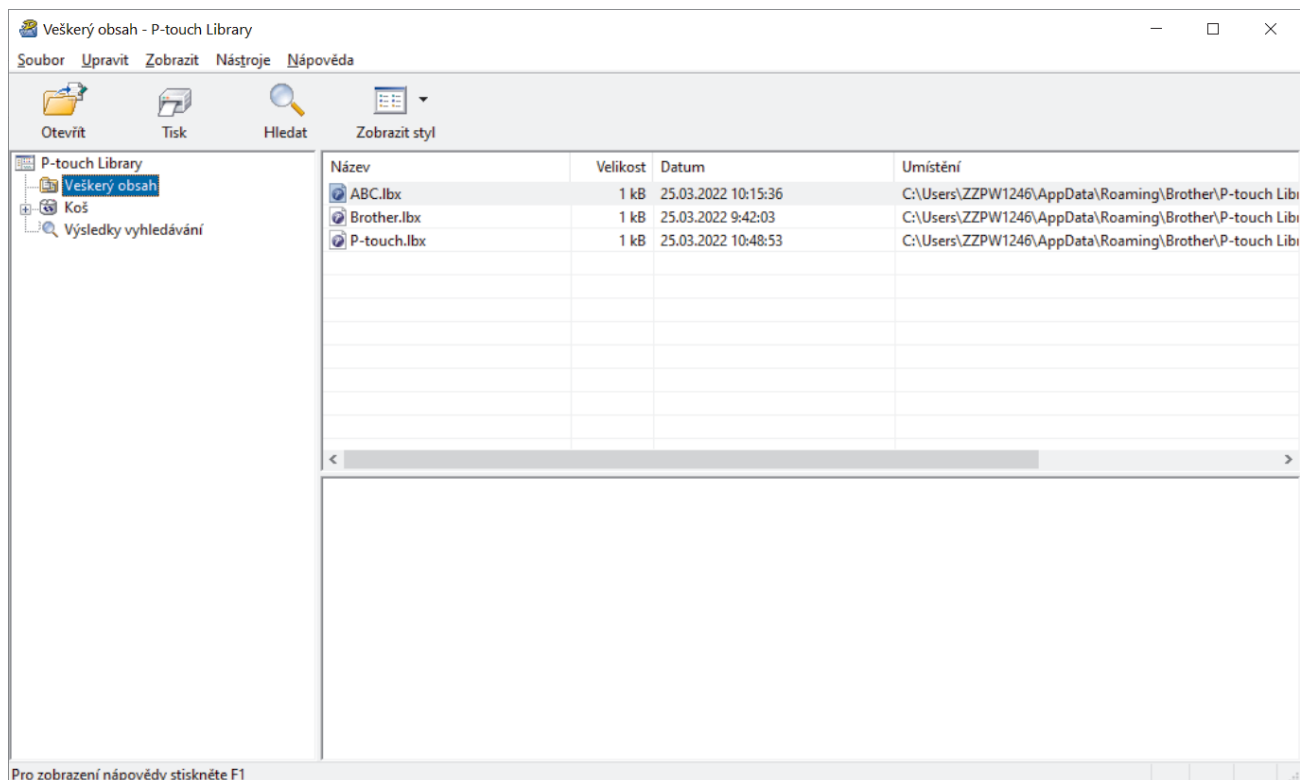 Veškerý obsah - P-touch Library
Soubor Upravit Zobrazit Nástroje Nápověda
Otevřít Tisk Hledat Zobrazit styl
P-touch Library
Veškerý obsah
Koš
Výsledky vyhledávání
Název Velikost Datum Umístění
ABC.lbx 1 kB 25.03.2022 10:15:36 C:\Users\ZZPW1246\AppData\Roaming\Brother\P-touch Libr
Brother.lbx 1 kB 25.03.2022 9:42:03 C:\Users\ZZPW1246\AppData\Roaming\Brother\P-touch Libr
P-touch.lbx 1 kB 25.03.2022 10:48:53 C:\Users\ZZPW1246\AppData\Roaming\Brother\P-touch Libr
Pro zobrazení nápovědy stiskněte F1